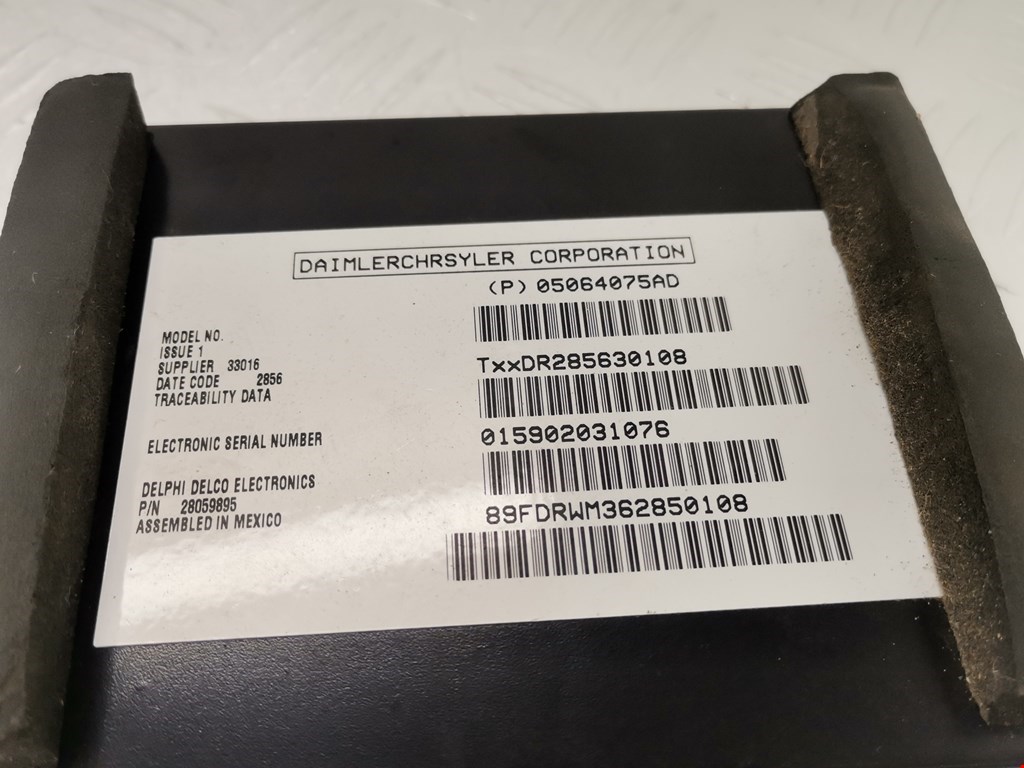 DAIMLERCHRSYLER CORPORATION
(P) 05064075AD
MODEL NO.
ISSUE 1
SUPPLIER 33016
DATE CODE 2856
TRACEABILITY DATA
TxxDR285630108
ELECTRONIC SERIAL NUMBER
015902031076
DELPHI DELCO ELECTRONICS
P/N 28059895
ASSEMBLED IN MEXICO
89FDRWM362850108